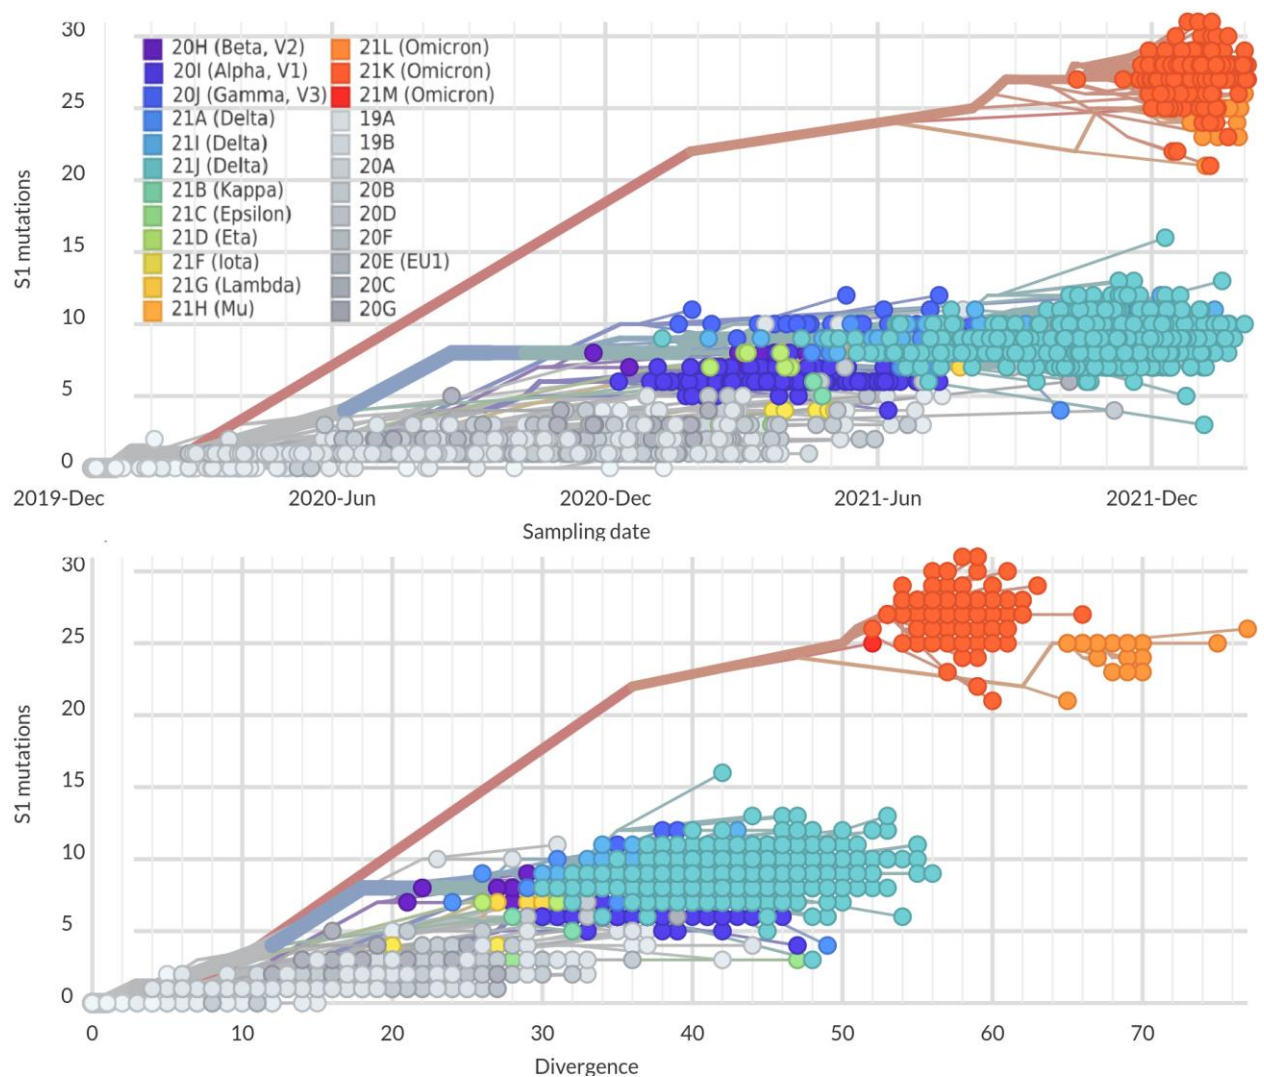 S1 mutations
30
25
20
15
10
5
0
20H (Beta, V2)
20I (Alpha, V1)
20J (Gamma, V3)
21A (Delta)
21I (Delta)
21J (Delta)
21B (Kappa)
21C (Epsilon)
21D (Eta)
21F (Iota)
21G (Lambda)
21H (Mu)
21L (Omicron)
21K (Omicron)
21M (Omicron)
19A
19B
20A
20B
20D
20F
20E (EU1)
20C
20G
2019-Dec 2020-Jun 2020-Dec 2021-Jun 2021-Dec
Sampling date
S1 mutations
30
25
20
15
10
5
0
0 10 20 30 40 50 60 70
Divergence